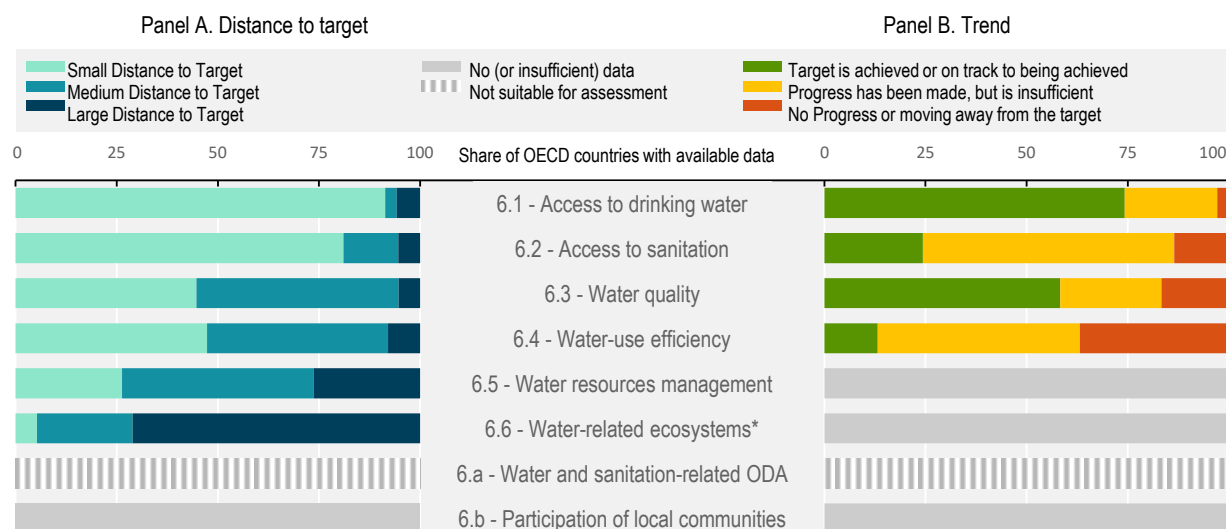 Panel A. Distance to target
Panel B. Trend
Small Distance to Target
Medium Distance to Target
Large Distance to Target
No (or insufficient) data
Not suitable for assessment
Target is achieved or on track to being achieved
Progress has been made, but is insufficient
No Progress or moving away from the target
0 25 50 75 100
Share of OECD countries with available data
0 25 50 75 100
6.1 - Access to drinking water
6.2 - Access to sanitation
6.3 - Water quality
6.4 - Water-use efficiency
6.5 - Water resources management
6.6 - Water-related ecosystems*
6.a - Water and sanitation-related ODA
6.b - Participation of local communities